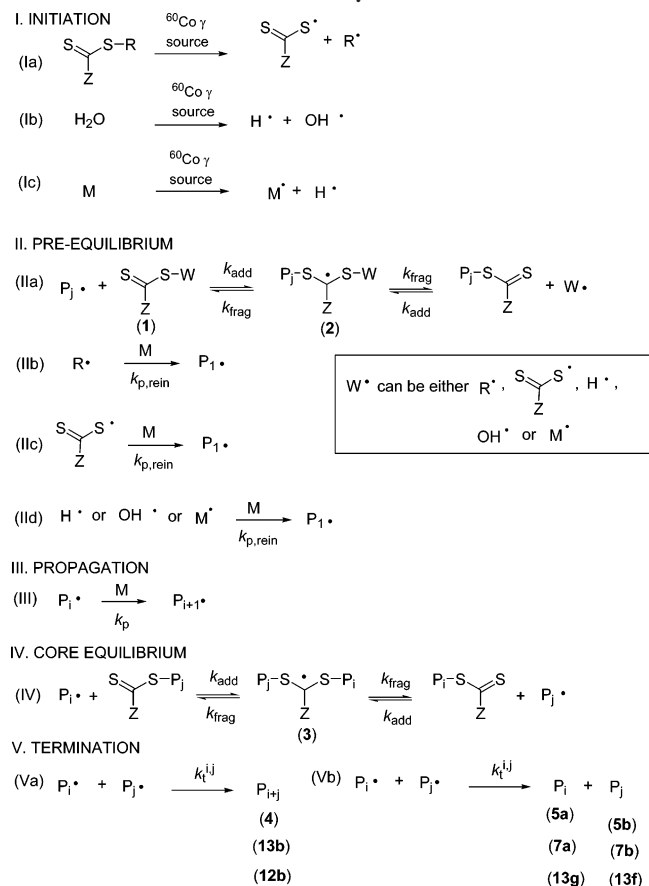 I. INITIATION
(Ia) S S–R Z ⁶⁰Co γ source S S• Z + R•
(Ib) H₂O ⁶⁰Co γ source H• + OH•
(Ic) M ⁶⁰Co γ source M• + H•
II. PRE-EQUILIBRIUM
(IIa) Pj• + S S–W Z (1) kadd kfrag Pj–S • S–W Z (2) kfrag kadd Pj–S S Z + W•
(IIb) R• M kp,rein P₁•
W• can be either R•, S S• Z, H•,
OH• or M•
(IIc) S S• Z M kp,rein P₁•
(IId) H• or OH• or M• M kp,rein P₁•
III. PROPAGATION
(III) Pi• M kp Pi+1•
IV. CORE EQUILIBRIUM
(IV) Pi• + S S–Pj Z kadd kfrag Pj–S • S–Pi Z (3) kfrag kadd Pi–S S Z + Pj•
V. TERMINATION
(Va) Pi• + Pj• kt i,j Pi+j
(4)
(13b)
(12b)
(Vb) Pi• + Pj• kt i,j Pi + Pj
(5a) (5b)
(7a) (7b)
(13g) (13f)